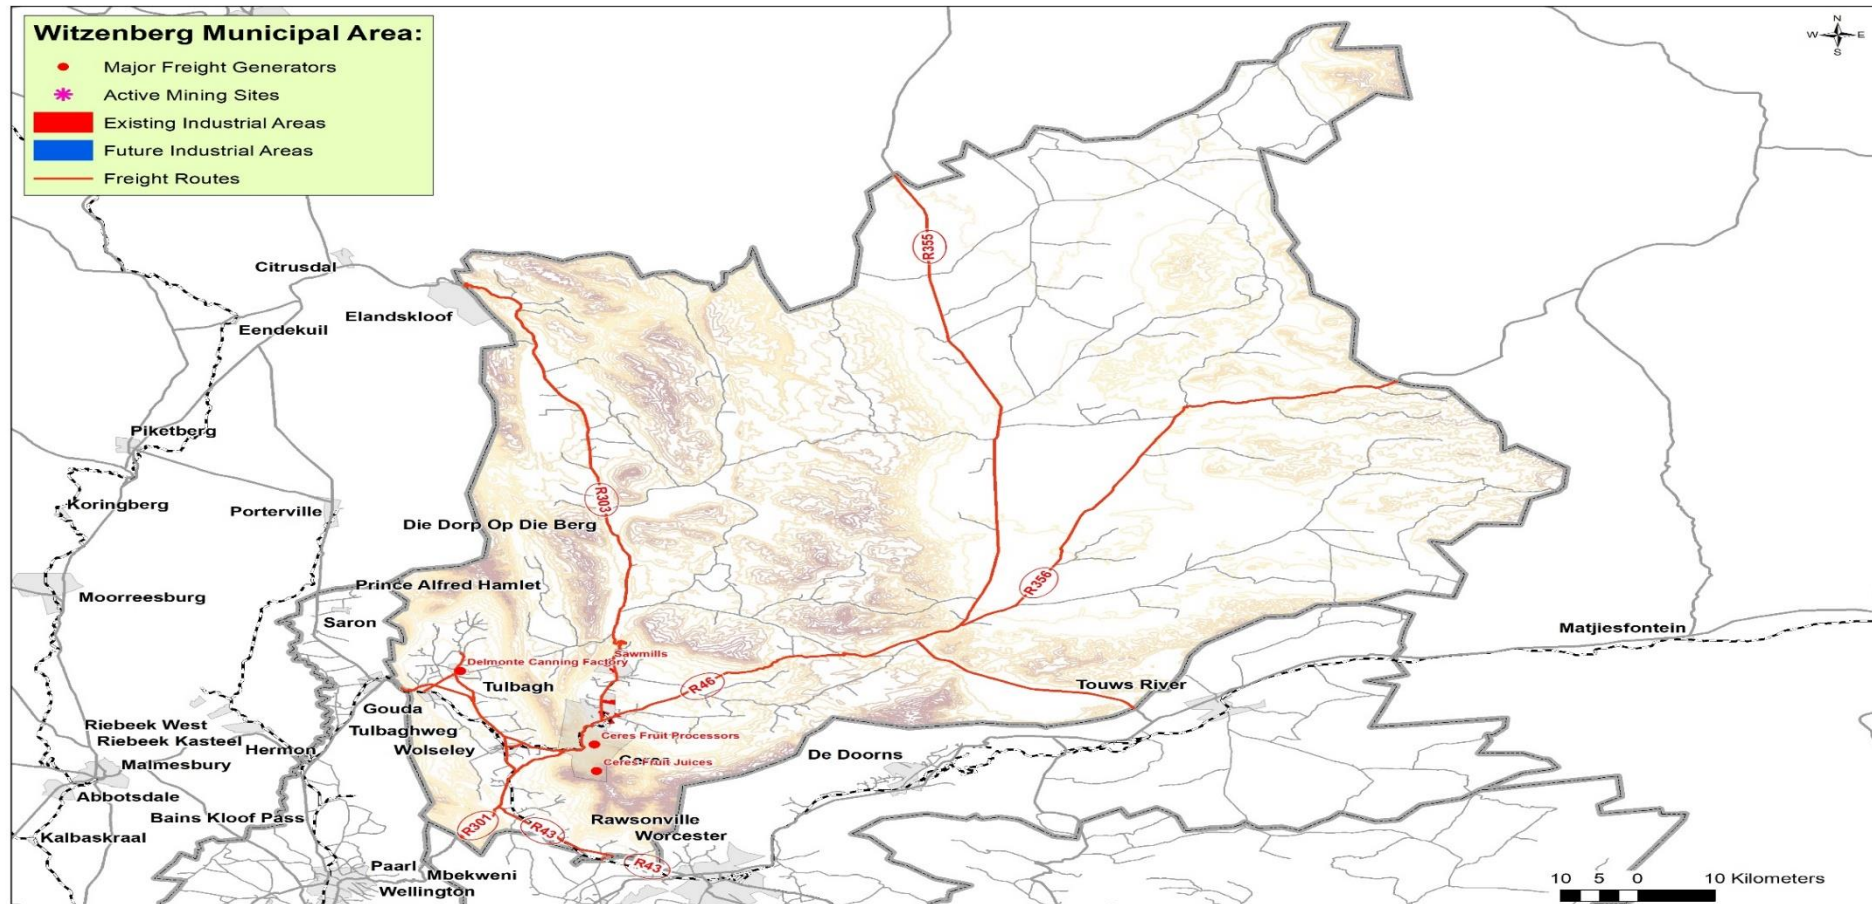 Witzenberg Municipal Area:
Major Freight Generators
Active Mining Sites
Existing Industrial Areas
Future Industrial Areas
Freight Routes
N
W E
S
R355
Citrusdal
Elandskloof
Eendekuil
Piketberg
R303
Koringberg
Porterville
Die Dorp Op Die Berg
Prince Alfred Hamlet
R356
Moorreesburg
Saron
Matjiesfontein
Sawmills
Delmonte Canning Factory
Tulbagh
R46
Touws River
Gouda
Riebeek West
Tulbaghweg
Riebeek Kasteel
Ceres Fruit Processors
Hermon
Wolseley
De Doorns
Malmesbury
Ceres
Ceres Fruit Juices
Abbotsdale
Bains Kloof Pass
Rawsonville
R301
R43
Kalbaskraal
Worcester
Paarl
R43
Mbekweni
Wellington
10 5 0 10 Kilometers